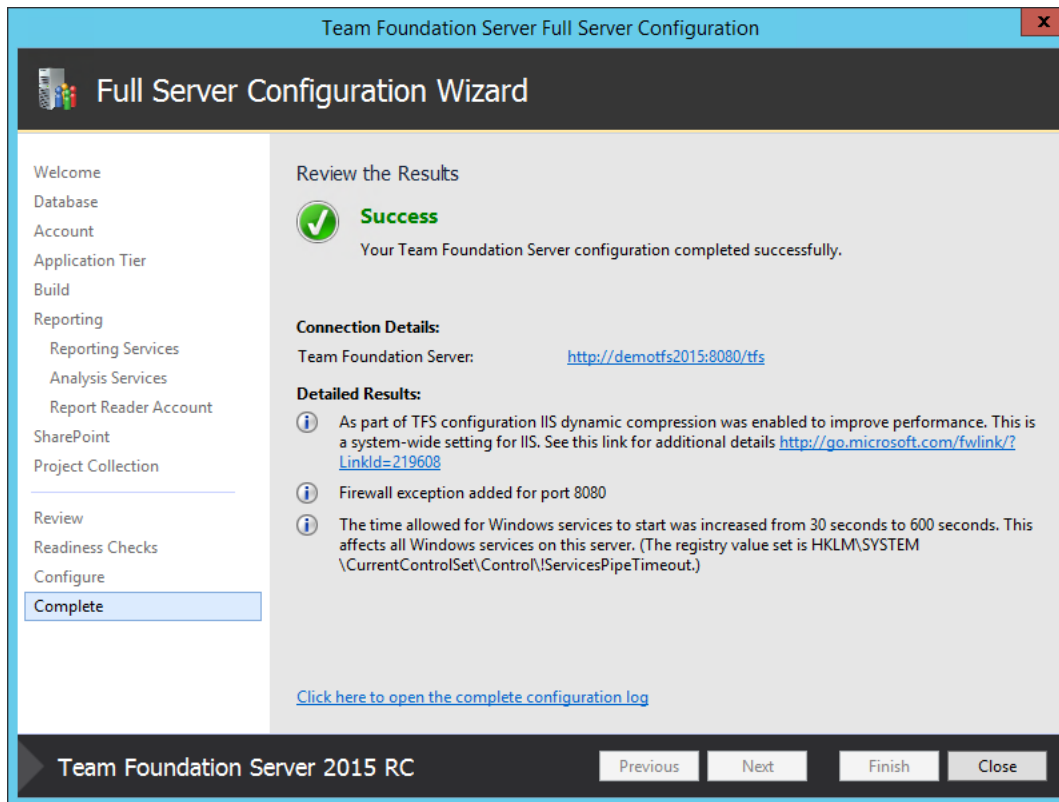 Team Foundation Server Full Server Configuration
x
Full Server Configuration Wizard
Welcome
Database
Account
Application Tier
Build
Reporting
Reporting Services
Analysis Services
Report Reader Account
SharePoint
Project Collection
Review
Readiness Checks
Configure
Complete
Review the Results
Success
Your Team Foundation Server configuration completed successfully.
Connection Details:
Team Foundation Server: http://demotfs2015:8080/tfs
Detailed Results:
As part of TFS configuration IIS dynamic compression was enabled to improve performance. This is
a system-wide setting for IIS. See this link for additional details http://go.microsoft.com/fwlink/?
LinkId=219608
Firewall exception added for port 8080
The time allowed for Windows services to start was increased from 30 seconds to 600 seconds. This
affects all Windows services on this server. (The registry value set is HKLM\SYSTEM
\CurrentControlSet\Control\!ServicesPipeTimeout.)
Click here to open the complete configuration log
Team Foundation Server 2015 RC
Previous Next Finish Close